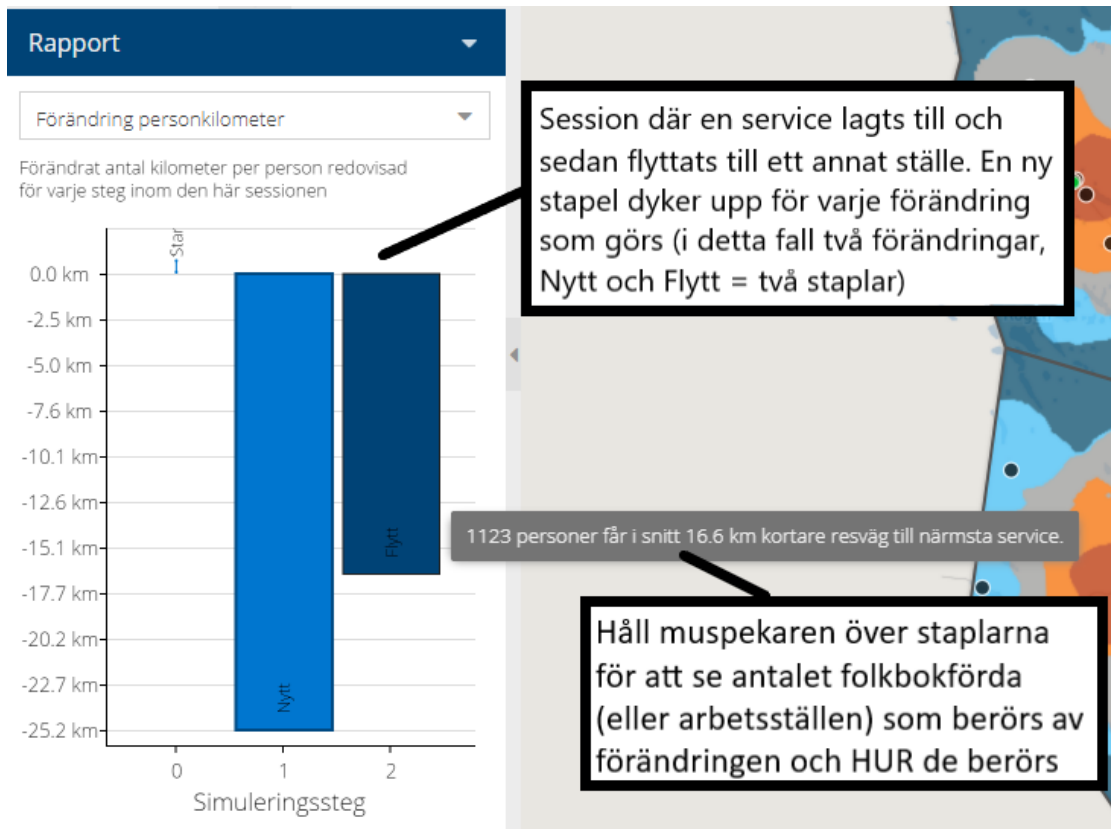 Rapport
Förändring personkilometer
Förändrat antal kilometer per person redovisad
för varje steg inom den här sessionen
Star
0.0 km
-2.5 km
-5.0 km
-7.6 km
-10.1 km
-12.6 km
-15.1 km
-17.7 km
-20.2 km
-22.7 km
-25.2 km
Nytt
Flytt
0
1
2
Simuleringssteg
Session där en service lagts till och
sedan flyttats till ett annat ställe. En ny
stapel dyker upp för varje förändring
som görs (i detta fall två förändringar,
Nytt och Flytt = två staplar)
1123 personer får i snitt 16.6 km kortare resväg till närmsta service.
Håll muspekaren över staplarna
för att se antalet folkbokförda
(eller arbetsställen) som berörs av
förändringen och HUR de berörs